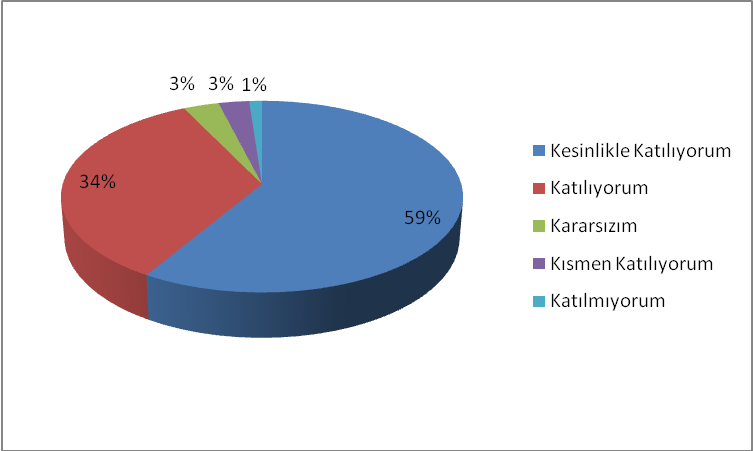 3% 3% 1%
34%
59%
Kesinlikle Katılıyorum
Katılıyorum
Kararsızım
Kısmen Katılıyorum
Katılmıyorum